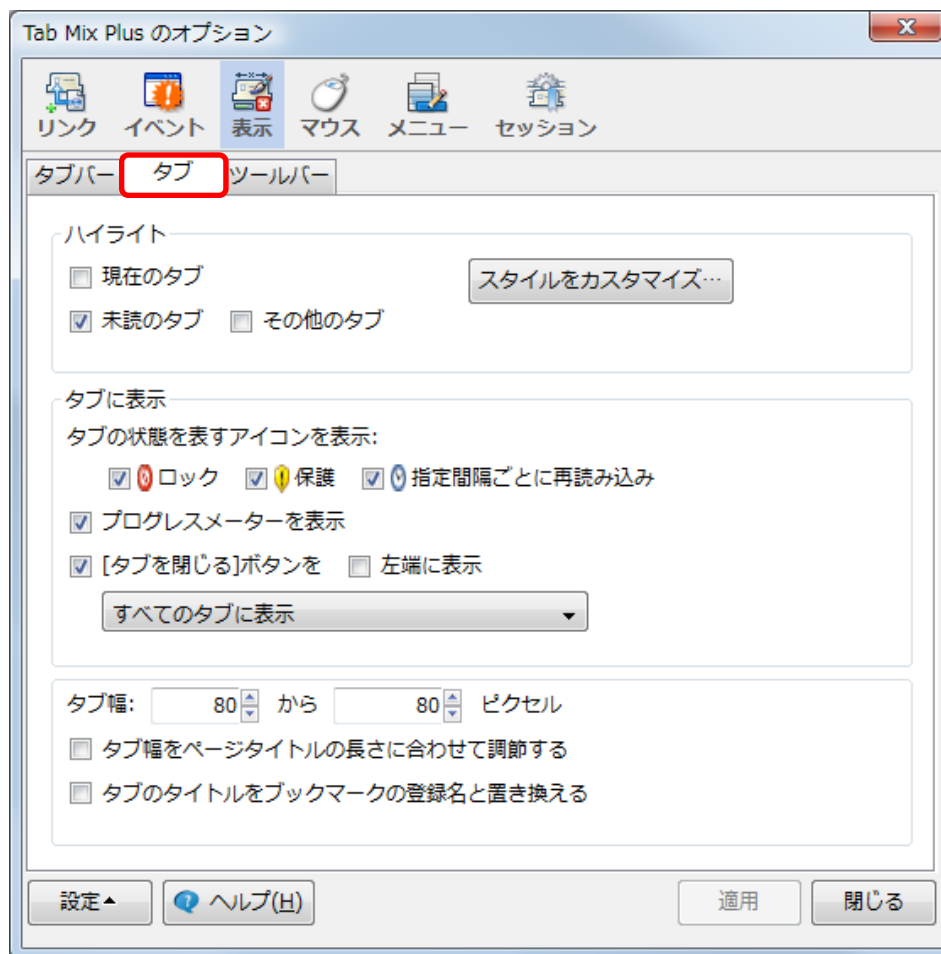 Tab Mix Plus のオプション
リンク イベント 表示 マウス メニュー セッション
タブバー タブ ツールバー
ハイライト
現在のタブ スタイルをカスタマイズ…
未読のタブ その他のタブ
タブに表示
タブの状態を表すアイコンを表示:
ロック 保護 指定間隔ごとに再読み込み
プログレスメーターを表示
[タブを閉じる]ボタンを 左端に表示
すべてのタブに表示
タブ幅: 80 から 80 ピクセル
タブ幅をページタイトルの長さに合わせて調節する
タブのタイトルをブックマークの登録名と置き換える
設定 ヘルプ(H) 適用 閉じる